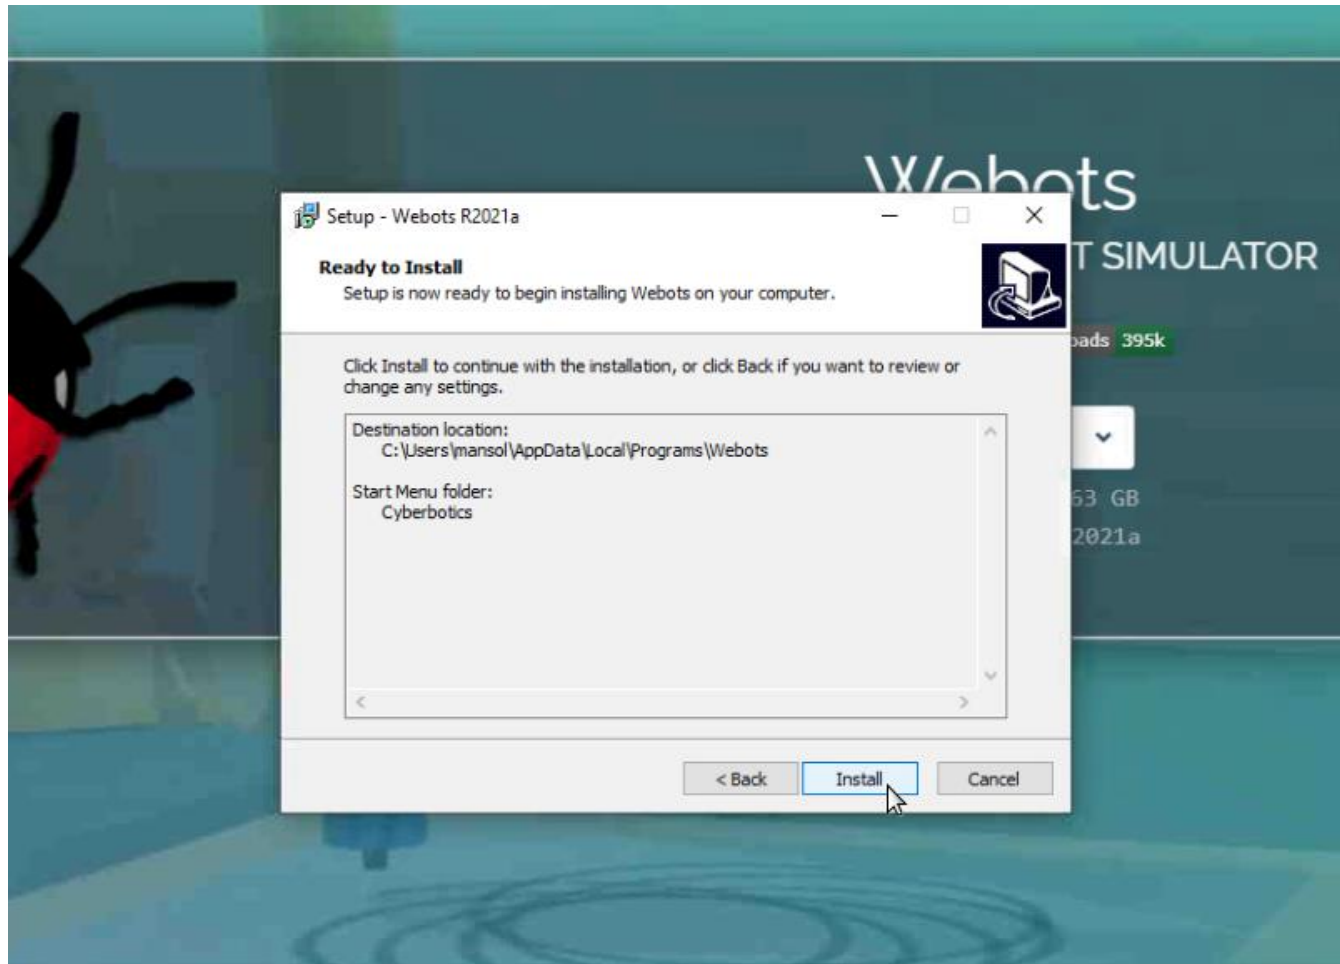 Webots
Setup - Webots R2021a
T SIMULATOR
Ready to Install
Setup is now ready to begin installing Webots on your computer.
395k
Click Install to continue with the installation, or click Back if you want to review or
change any settings.
Destination location:
C:\Users\mansol\AppData\Local\Programs\Webots
Start Menu folder:
Cyberbotics
63 GB
2021a
< Back
Install
Cancel